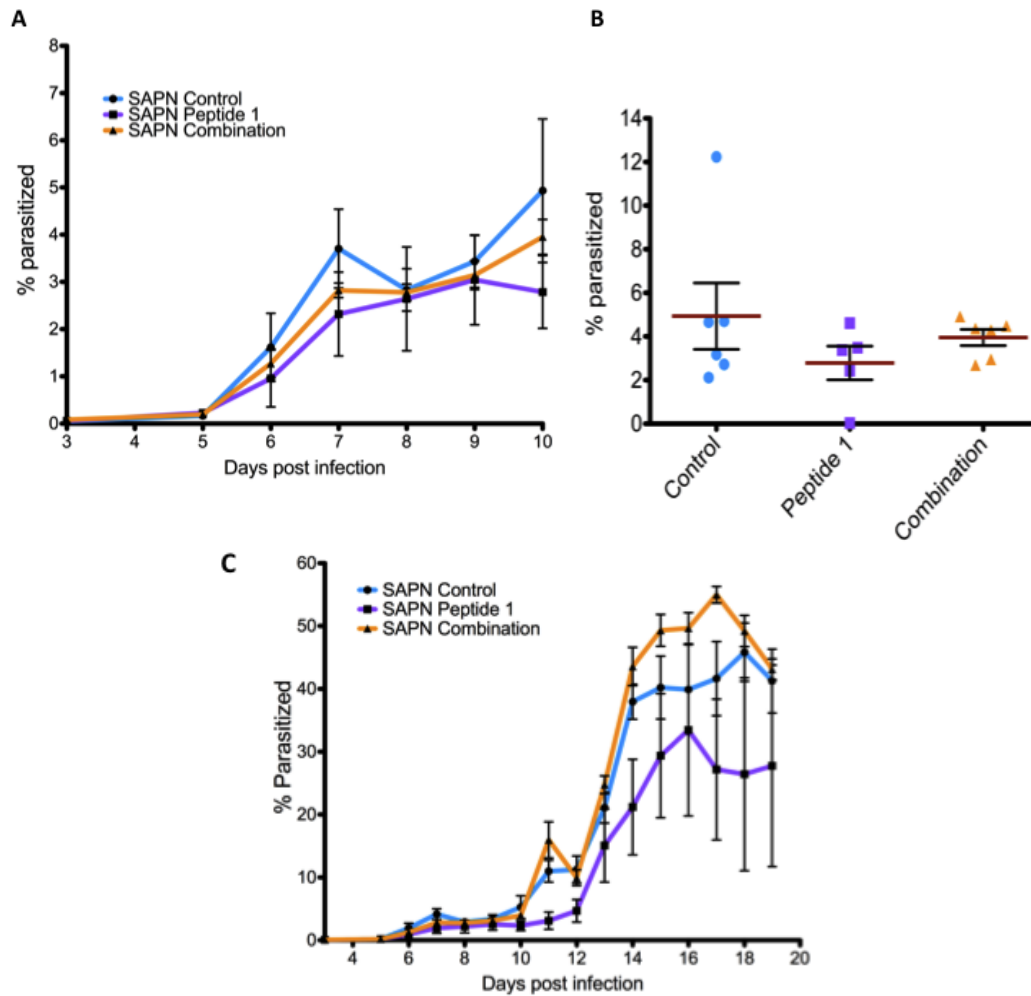 A
8
7
6
5
4
3
2
1
0
% parasitized
SAPN Control
SAPN Peptide 1
SAPN Combination
3 4 5 6 7 8 9 10
Days post infection
B
14
12
10
8
6
4
2
0
% parasitized
Control
Peptide 1
Combination
C
60
50
40
30
20
10
0
% Parasitized
SAPN Control
SAPN Peptide 1
SAPN Combination
4 6 8 10 12 14 16 18 20
Days post infection